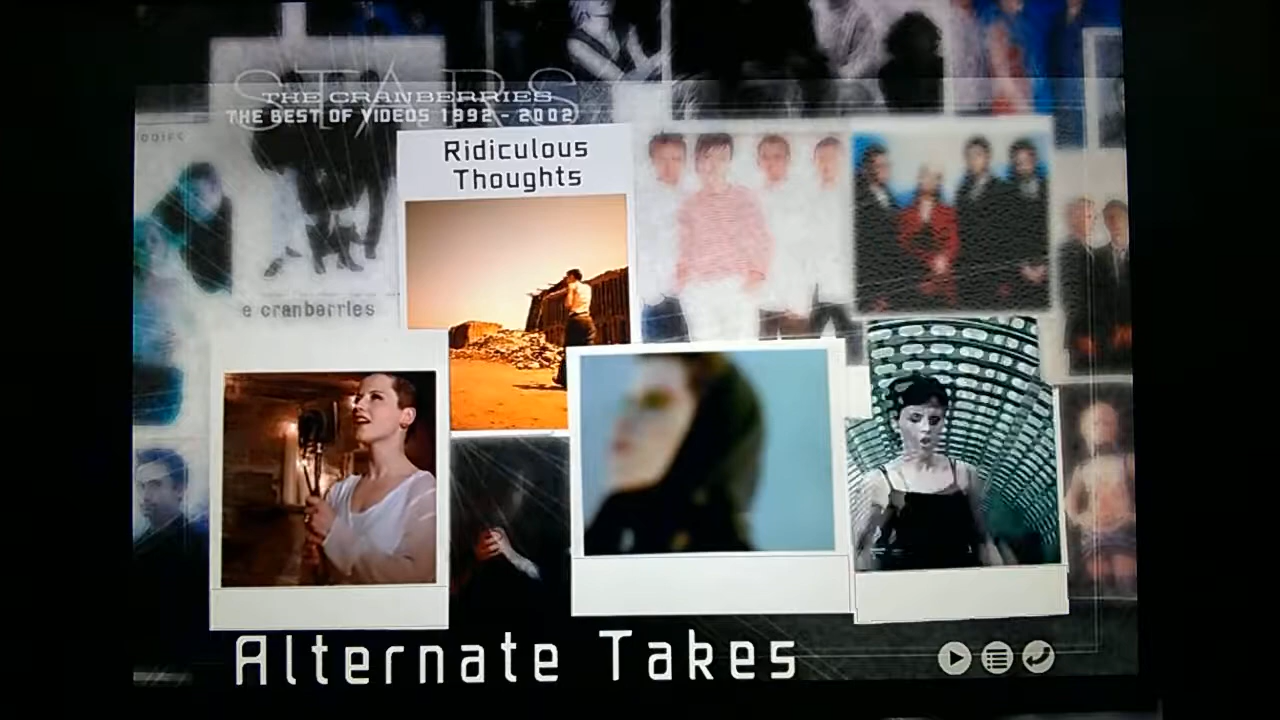 STARS
THE CRANBERRIES
THE BEST OF VIDEOS 1992 - 2002
Ridiculous
Thoughts
e cranberries
Alternate Takes